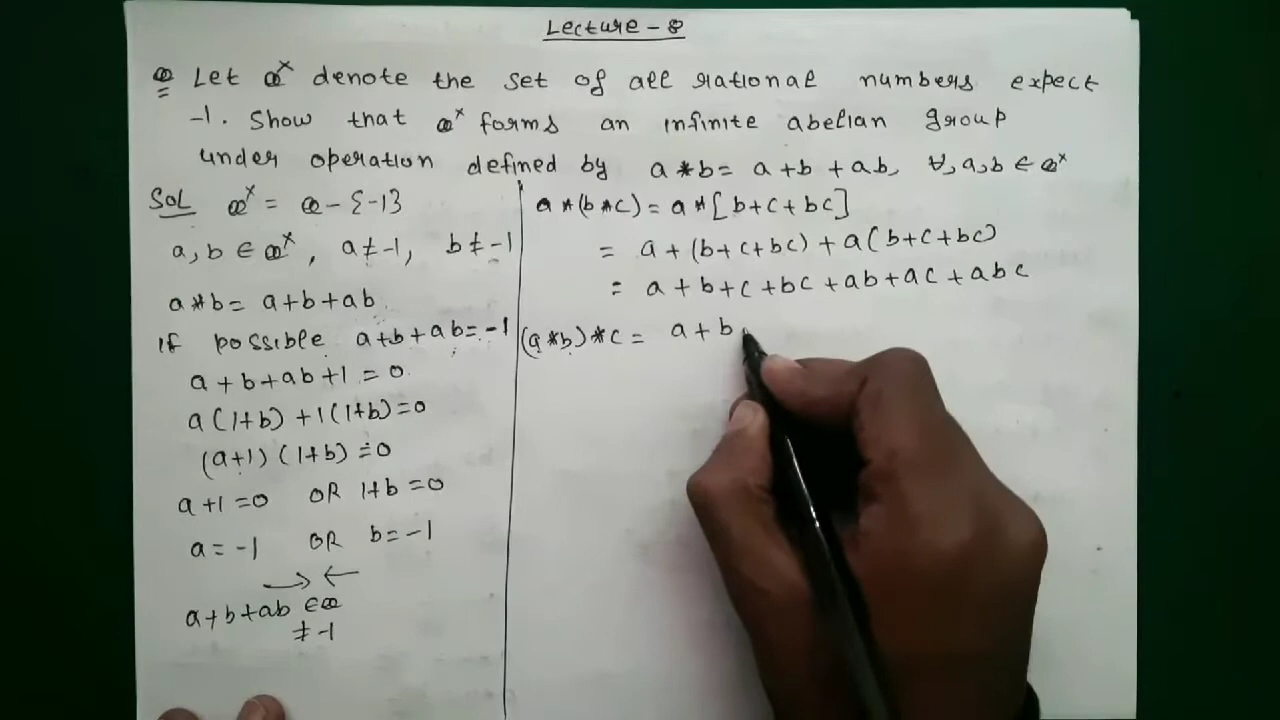 Lecture - 8
Q Let Q^x denote the set of all rational numbers expect
-1. Show that Q^x forms an infinite abelian group
under operation defined by a * b = a + b + ab, ∀, a, b ∈ Q^x
Sol Q^x = Q - {-1}
a, b ∈ Q^x, a ≠ -1, b ≠ -1
a * b = a + b + ab
if possible a + b + ab = -1
a + b + ab + 1 = 0
a(1+b) + 1(1+b) = 0
(a+1)(1+b) = 0
a + 1 = 0 OR 1 + b = 0
a = -1 OR b = -1
→ ←
a + b + ab ∈ Q
≠ -1
a * (b * c) = a * [b + c + bc]
= a + (b + c + bc) + a(b + c + bc)
= a + b + c + bc + ab + ac + abc
(a * b) * c = a + b